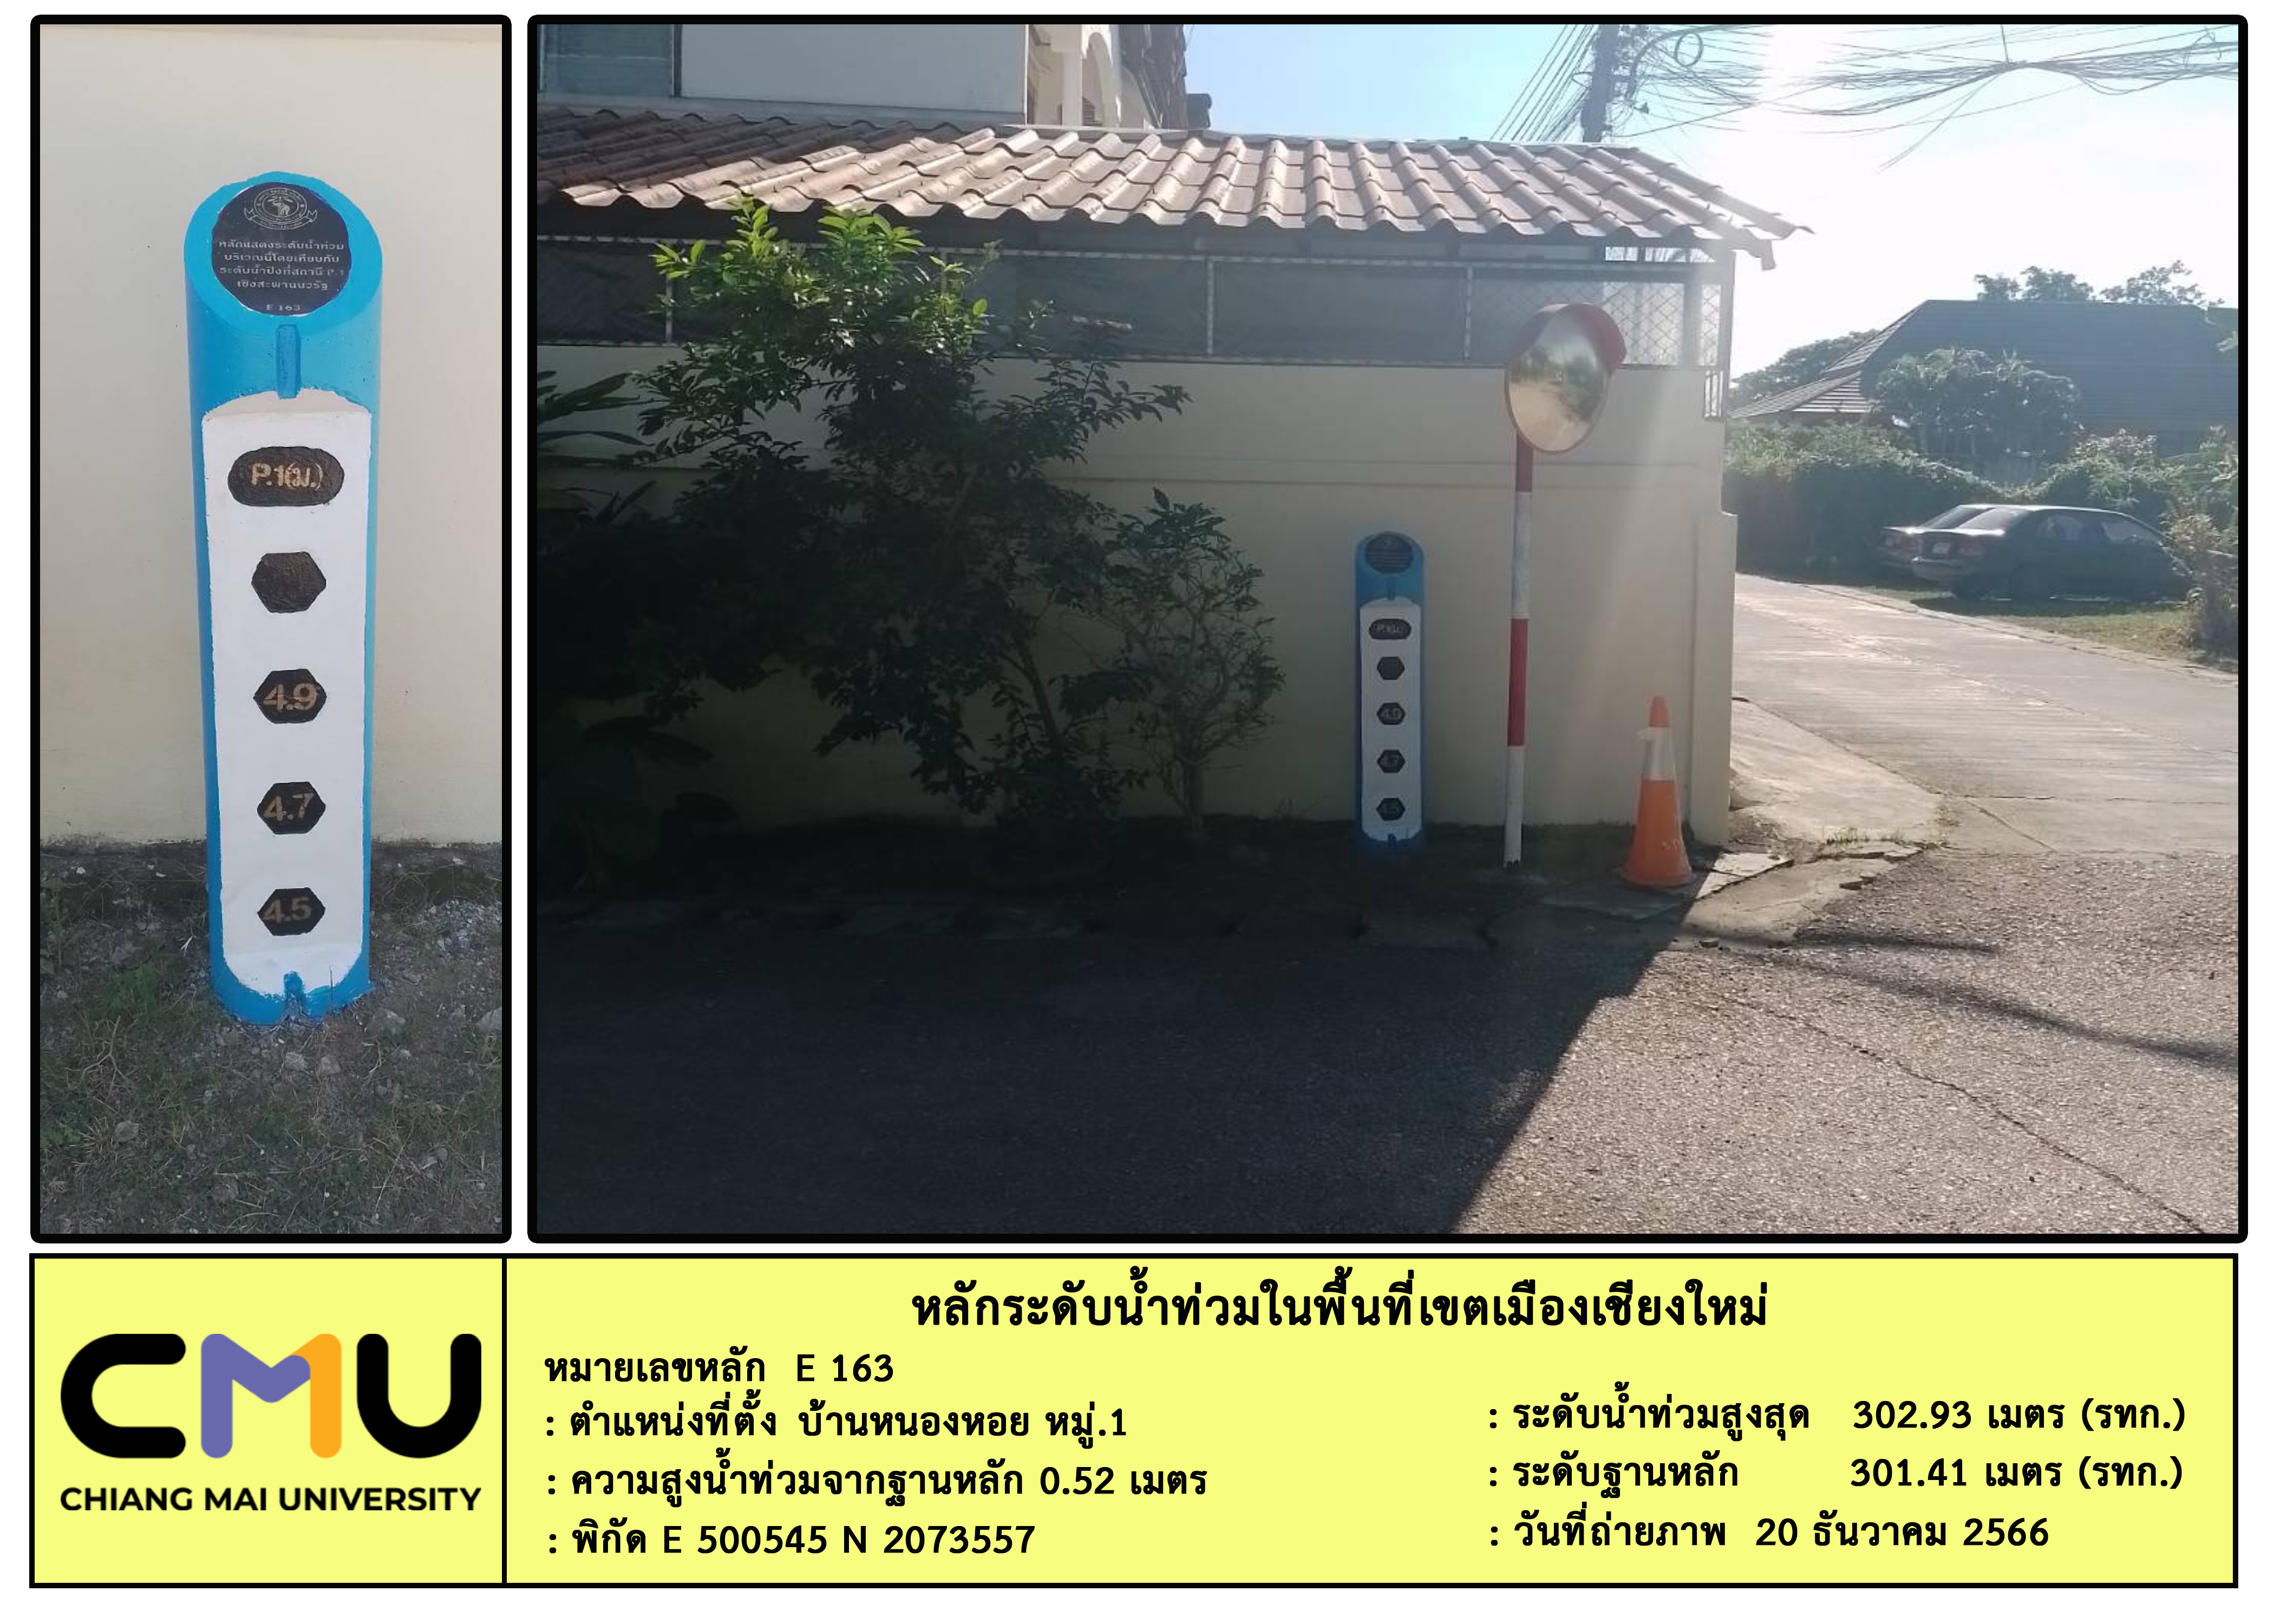 หลักแสดงระดับน้ำท่วม
บริเวณนี้โดยเทียบกับ
ระดับน้ำปิงที่สถานี P.1
เชิงสะพานนวรัฐ
E 163
P.1(ม.)
4.9
4.7
4.5
P.1(ม.)
4.9
4.7
4.5
CMU
CHIANG MAI UNIVERSITY
หลักระดับน้ำท่วมในพื้นที่เขตเมืองเชียงใหม่
หมายเลขหลัก E 163
: ตำแหน่งที่ตั้ง บ้านหนองหอย หมู่.1
: ความสูงน้ำท่วมจากฐานหลัก 0.52 เมตร
: พิกัด E 500545 N 2073557
: ระดับน้ำท่วมสูงสุด 302.93 เมตร (รทก.)
: ระดับฐานหลัก 301.41 เมตร (รทก.)
: วันที่ถ่ายภาพ 20 ธันวาคม 2566